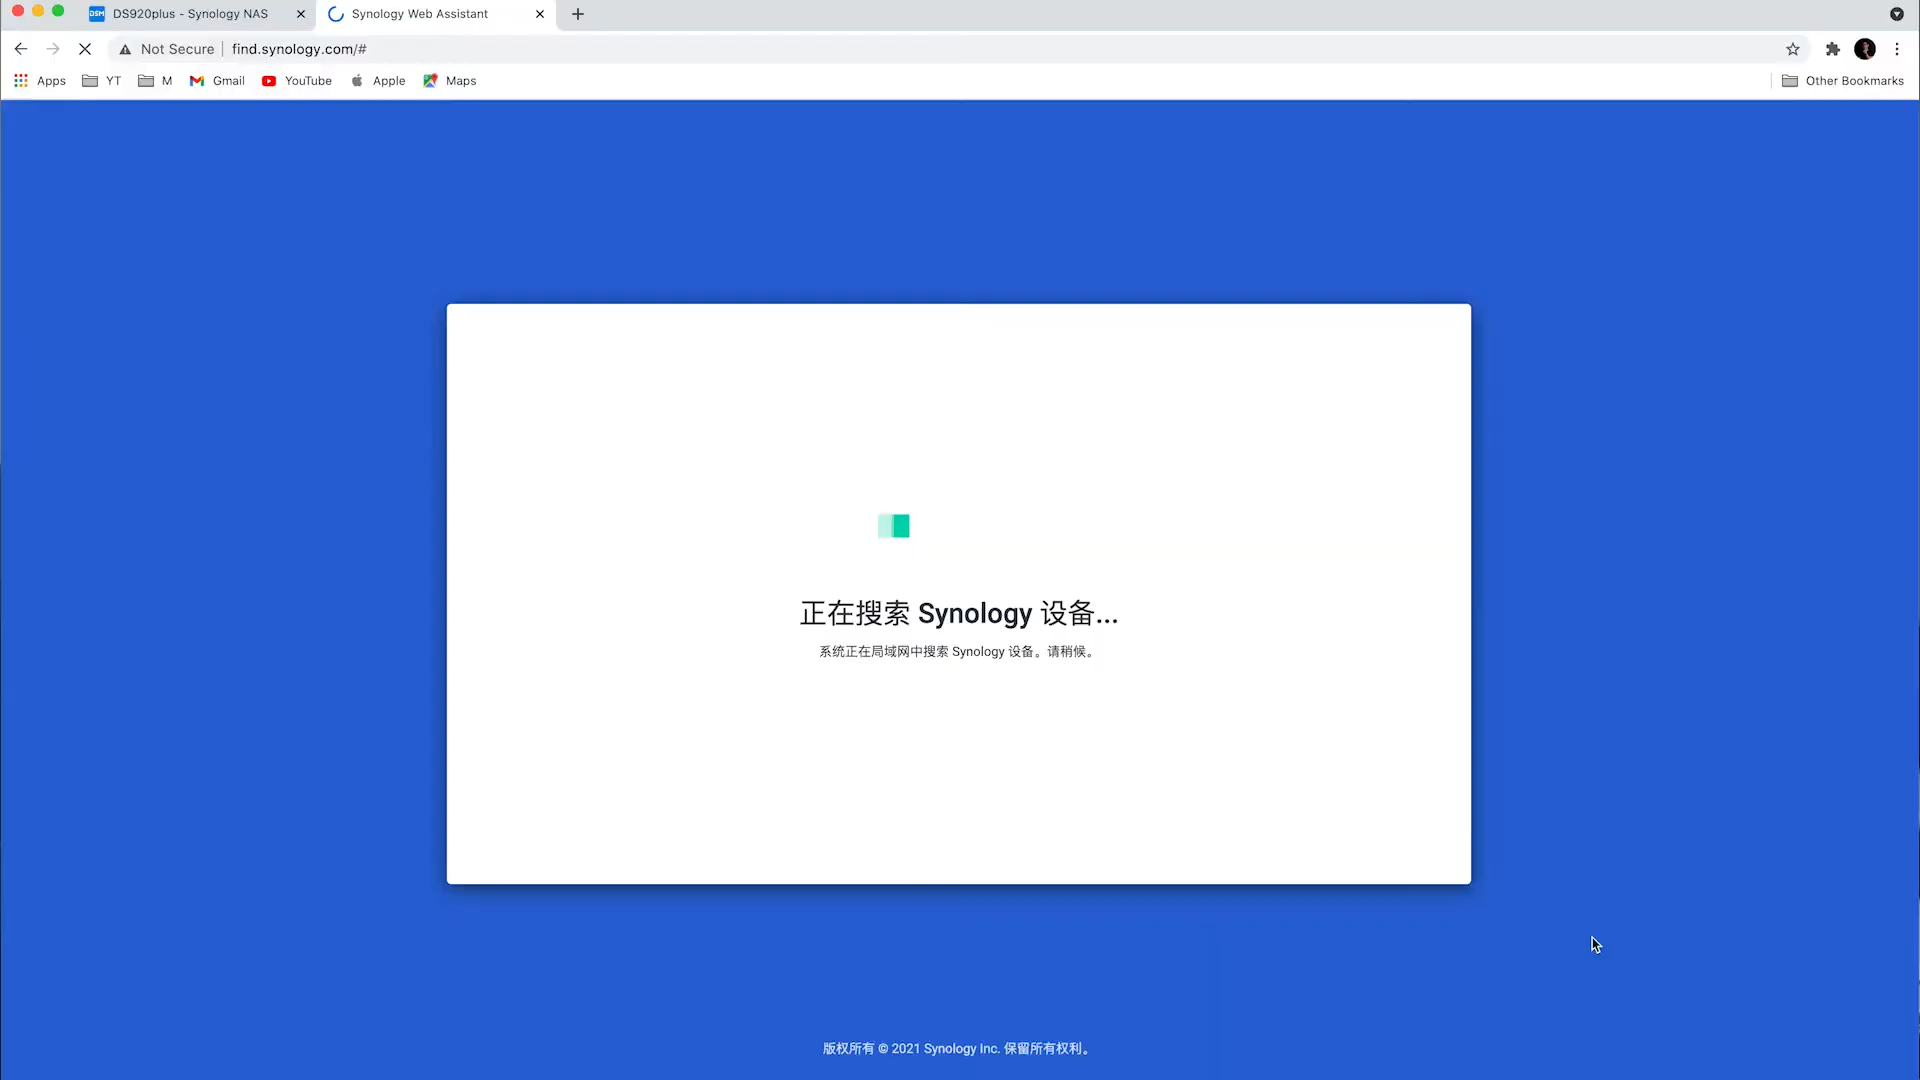 DSM DS920plus - Synology NAS
Synology Web Assistant
Not Secure find.synology.com/#
Apps YT M Gmail YouTube Apple Maps Other Bookmarks
正在搜索 Synology 设备...
系统正在局域网中搜索 Synology 设备。请稍候。
版权所有 © 2021 Synology Inc. 保留所有权利。